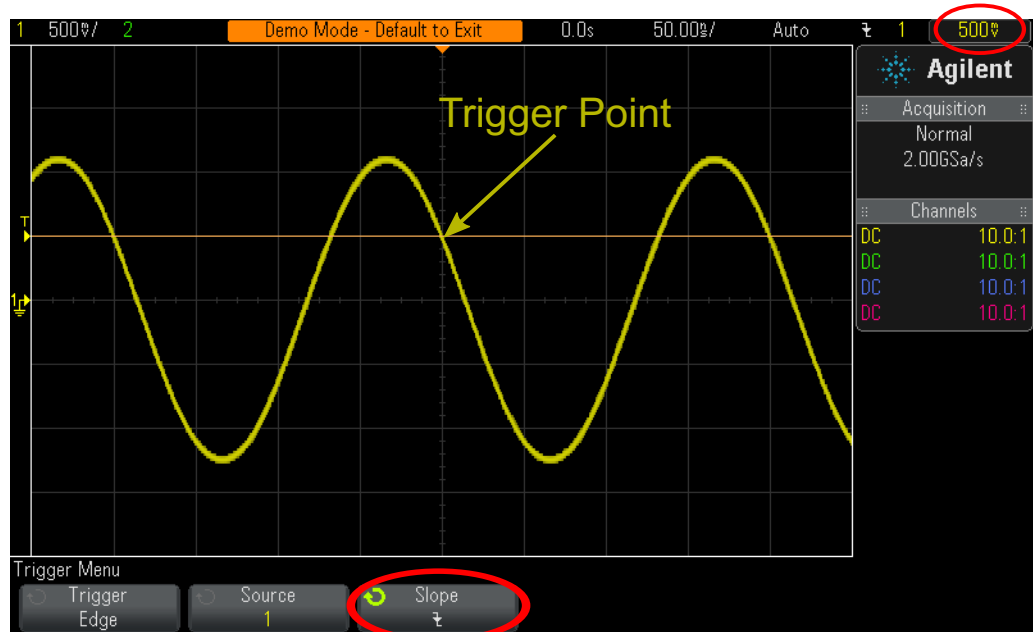 1 500mV/ 2 Demo Mode - Default to Exit 0.0s 50.00%/ Auto 1 500mV
Agilent
Acquisition
Normal
2.00GSa/s
Channels
DC 10.0:1
DC 10.0:1
DC 10.0:1
DC 10.0:1
Trigger Point
T
1
Trigger Menu
Trigger
Edge
Source
1
Slope